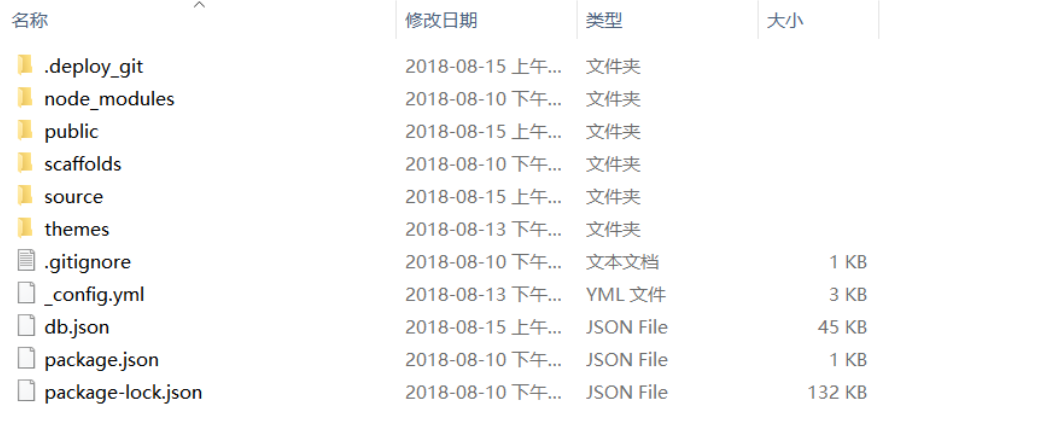 名称 修改日期 类型 大小
.deploy_git 2018-08-15 上午... 文件夹
node_modules 2018-08-10 下午... 文件夹
public 2018-08-15 上午... 文件夹
scaffolds 2018-08-10 下午... 文件夹
source 2018-08-15 上午... 文件夹
themes 2018-08-13 下午... 文件夹
.gitignore 2018-08-10 下午... 文本文档 1 KB
_config.yml 2018-08-13 下午... YML 文件 3 KB
db.json 2018-08-15 上午... JSON File 45 KB
package.json 2018-08-10 下午... JSON File 1 KB
package-lock.json 2018-08-10 下午... JSON File 132 KB